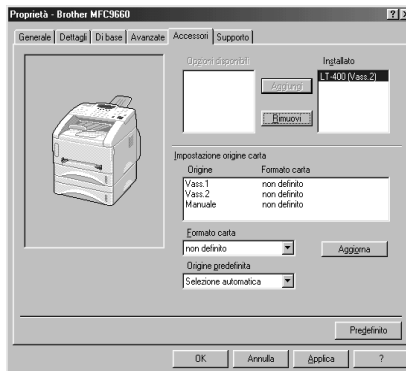 Proprietà - Brother MFC9660
Generale Dettagli Di base Avanzate Accessori Supporto
Opzioni disponibili
Installato
LT-400 (Vass.2)
Aggiungi
Rimuovi
Impostazione origine carta
Origine Formato carta
Vass.1 non definito
Vass.2 non definito
Manuale non definito
Formato carta
non definito
Aggiorna
Origine predefinita
Selezione automatica
Predefinito
OK Annulla Applica ?